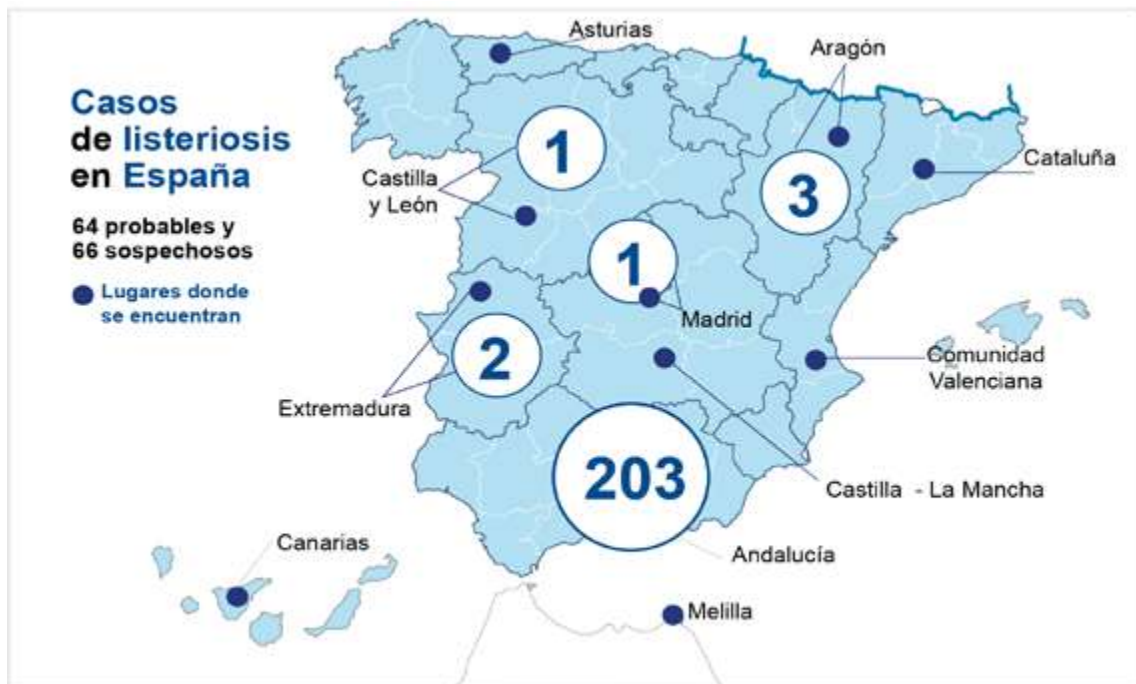 Casos
de listeriosis
en España
64 probables y
66 sospechosos
Lugares donde
se encuentran
Asturias
Aragón
1
Castilla
y León
3
Cataluña
1
Madrid
2
Extremadura
Comunidad
Valenciana
203
Castilla - La Mancha
Andalucía
Canarias
Melilla